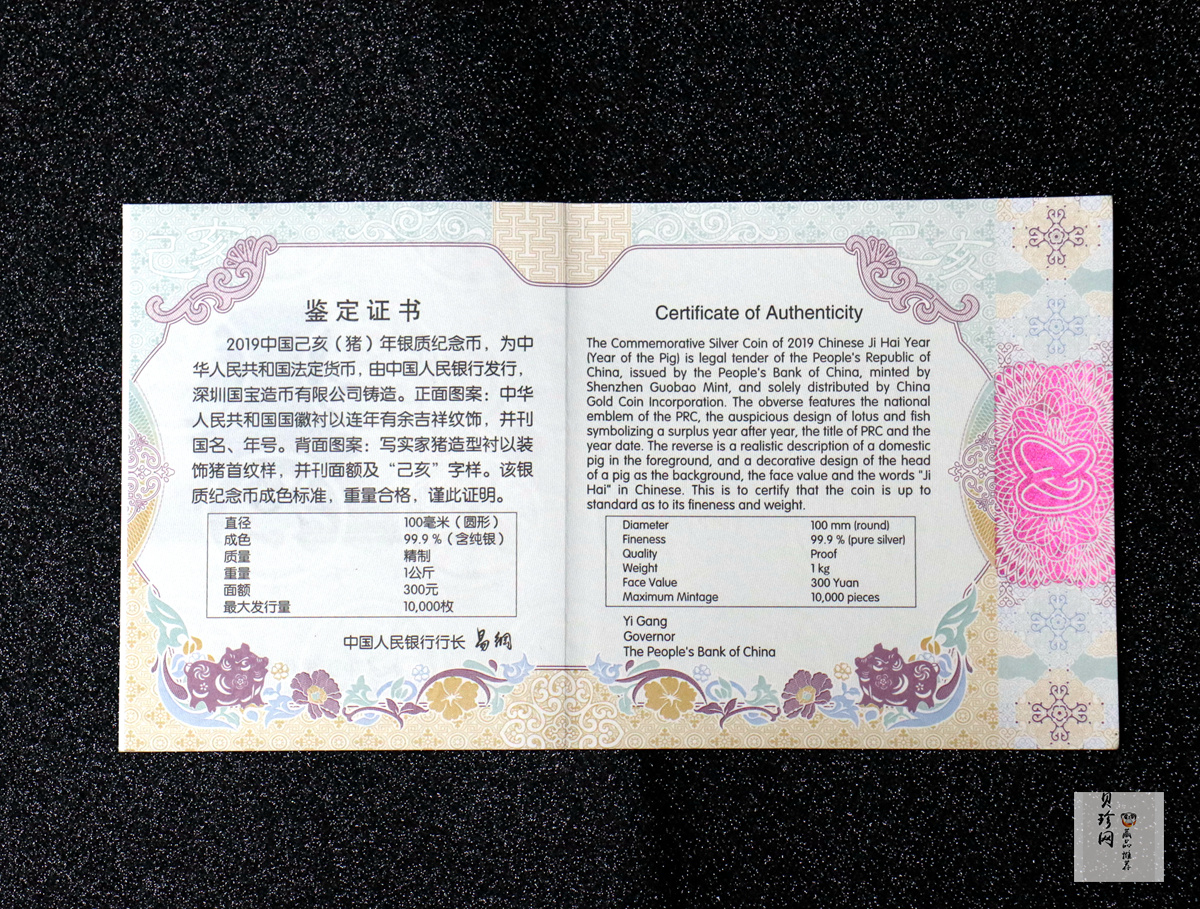 己亥
己亥
鉴定证书
2019中国己亥（猪）年银质纪念币，为中
华人民共和国法定货币，由中国人民银行发行，
深圳国宝造币有限公司铸造。正面图案：中华
人民共和国国徽衬以连年有余吉祥纹饰，并刊
国名、年号。背面图案：写实家猪造型衬以装
饰猪首纹样，并刊面额及“己亥”字样。该银
质纪念币成色标准，重量合格，谨此证明。
直径 100毫米（圆形）
成色 99.9 %（含纯银）
质量 精制
重量 1公斤
面额 300元
最大发行量 10,000枚
中国人民银行行长 易纲
Certificate of Authenticity
The Commemorative Silver Coin of 2019 Chinese Ji Hai Year
(Year of the Pig) is legal tender of the People's Republic of
China, issued by the People's Bank of China, minted by
Shenzhen Guobao Mint, and solely distributed by China
Gold Coin Incorporation. The obverse features the national
emblem of the PRC, the auspicious design of lotus and fish
symbolizing a surplus year after year, the title of PRC and the
year date. The reverse is a realistic description of a domestic
pig in the foreground, and a decorative design of the head
of a pig as the background, the face value and the words "Ji
Hai" in Chinese. This is to certify that the coin is up to
standard as to its fineness and weight.
Diameter 100 mm (round)
Fineness 99.9 % (pure silver)
Quality Proof
Weight 1 kg
Face Value 300 Yuan
Maximum Mintage 10,000 pieces
Yi Gang
Governor
The People's Bank of China
贝珍网
藏品推荐